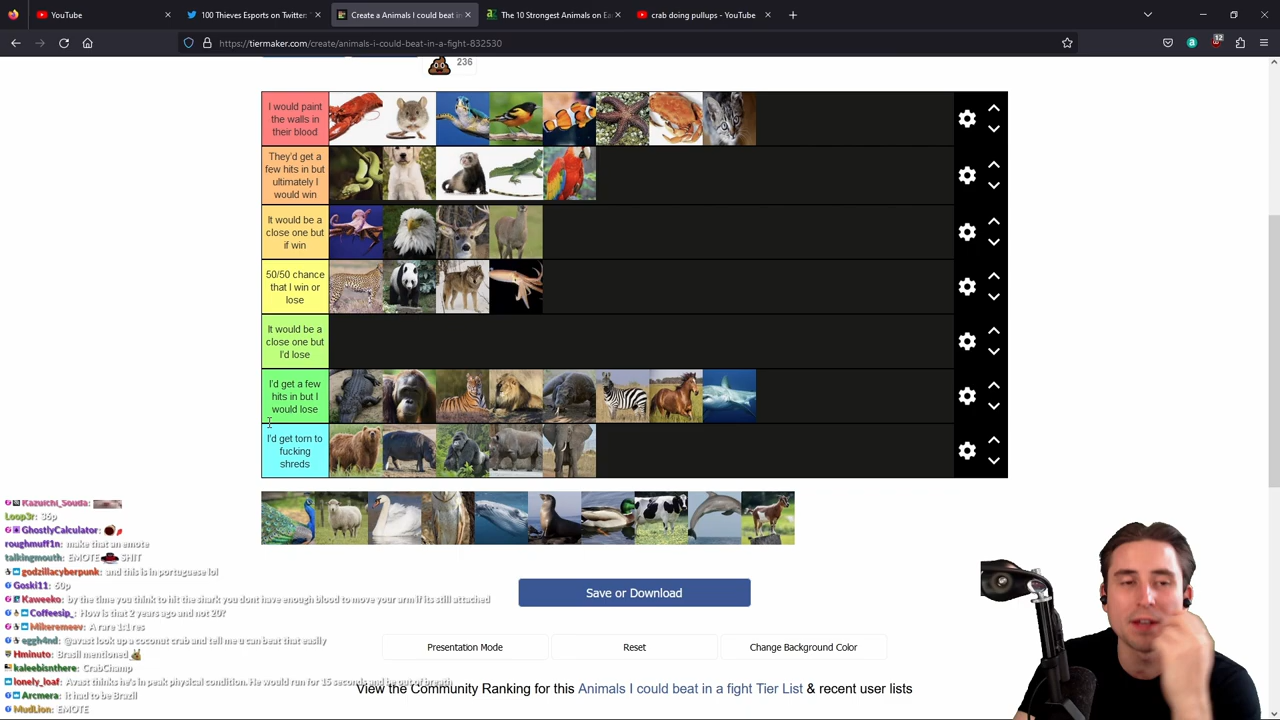 YouTube
100 Thieves Esports on Twitten
Create a Animals I could beat in
The 10 Strongest Animals on Ea
crab doing pullups - YouTube
https://tiermaker.com/create/animals-i-could-beat-in-a-fight-832530
12
236
I would paint
the walls in
their blood
They'd get a
few hits in but
ultimately I
would win
It would be a
close one but
if win
50/50 chance
that I win or
lose
It would be a
close one but
I'd lose
I'd get a few
hits in but I
would lose
I'd get torn to
fucking
shreds
Kazuichi_Souda:
Loop3r: 36p
GhostlyCalculator:
roughmuff1n: make that an emote
talkingmouth: EMOTE SHIT
godzillacyberpunk: and this is in portuguese lol
Goski11: 60p
Kaweeko: by the time you think to hit the shark you dont have enough blood to move your arm if its still attached
Coffeesip_: How is that 2 years ago and not 20?
Mikeremeev: A rare 1:1 res
eggh4nd: @avast look up a coconut crab and tell me u can beat that easily
Hminuto: Brasil mentioned
kaleebisnthere: CrabChamp
lonely_loaf: Avast thinks he's in peak physical condition. He would run for 15 seconds and be out of breath
Arcmera: it had to be Brazil
MudLion: EMOTE
Save or Download
Presentation Mode
Reset
Change Background Color
View the Community Ranking for this Animals I could beat in a fight Tier List & recent user lists